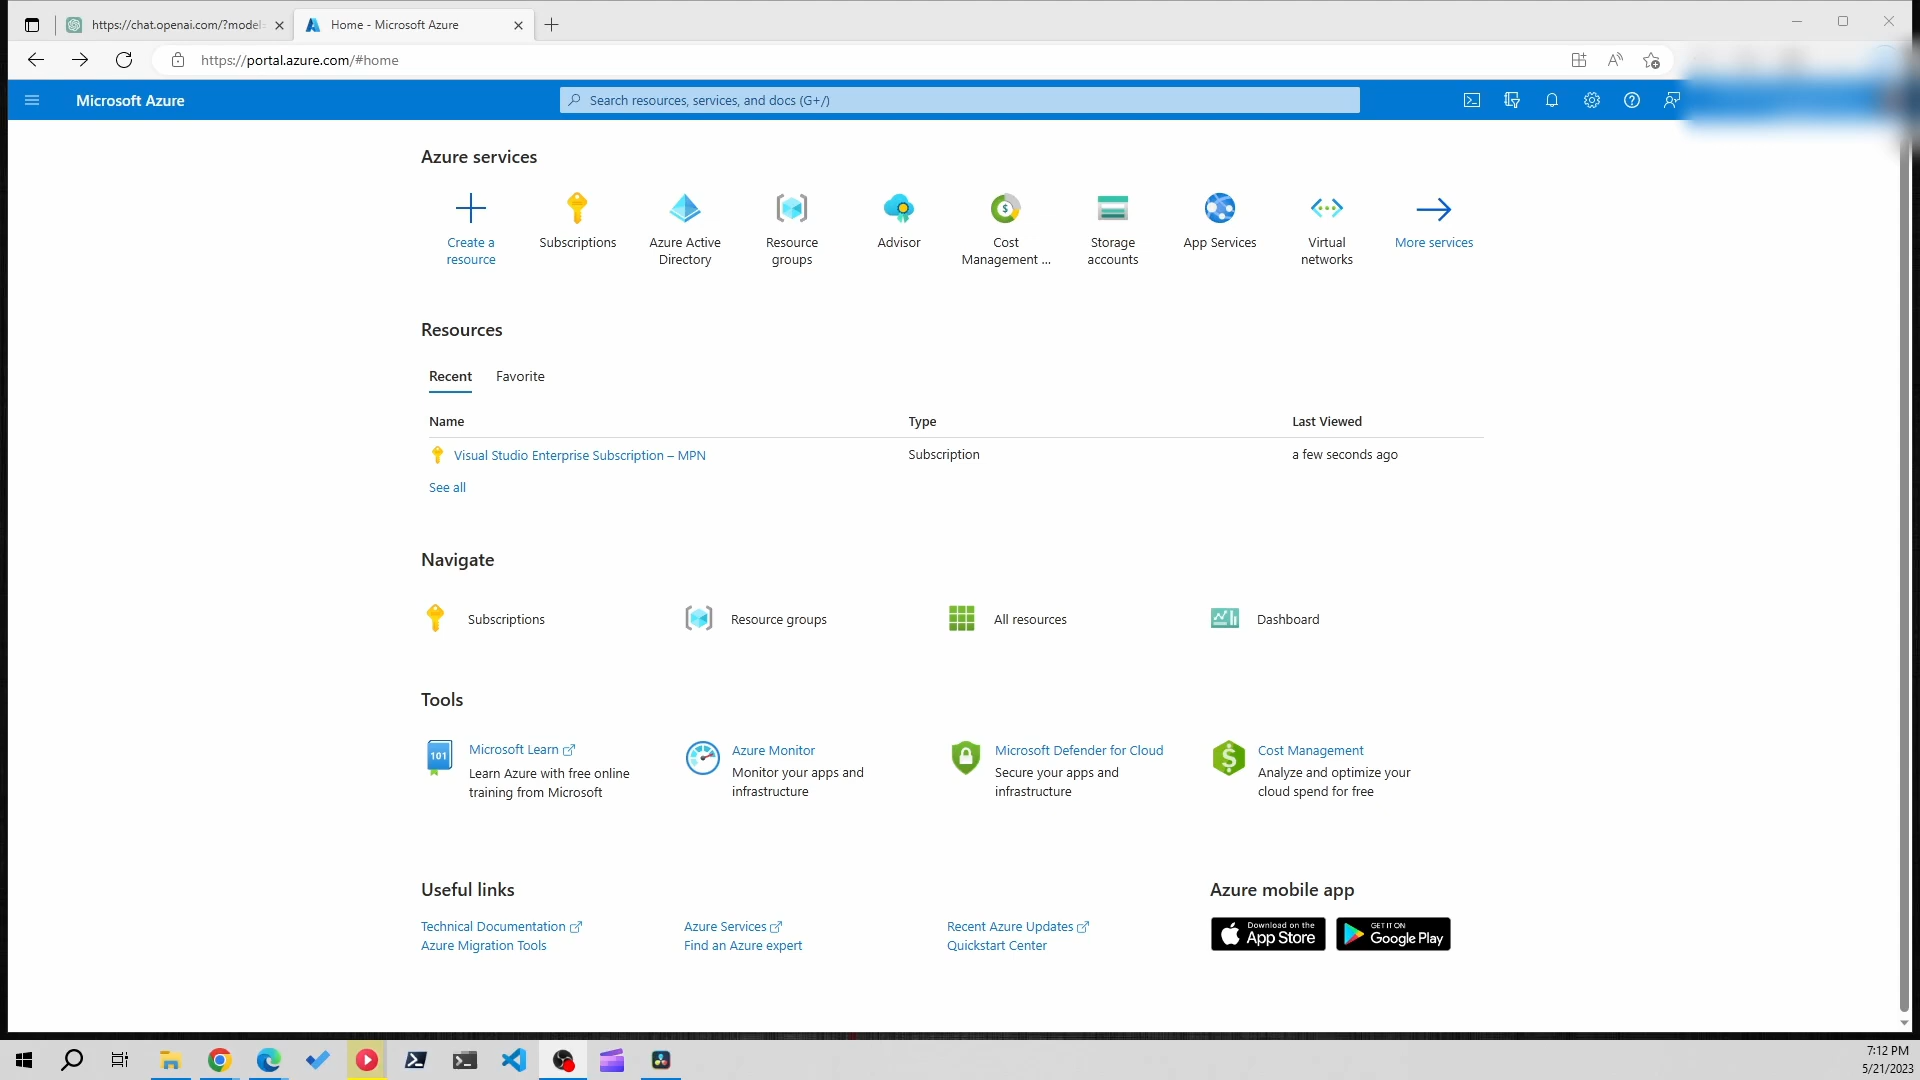 https://chat.openai.com/?model=
Home - Microsoft Azure
https://portal.azure.com/#home
Microsoft Azure
Search resources, services, and docs (G+/)
Azure services
Create a
resource
Subscriptions
Azure Active
Directory
Resource
groups
Advisor
Cost
Management ...
Storage
accounts
App Services
Virtual
networks
More services
Resources
Recent
Favorite
Name
Type
Last Viewed
Visual Studio Enterprise Subscription – MPN
Subscription
a few seconds ago
See all
Navigate
Subscriptions
Resource groups
All resources
Dashboard
Tools
101
Microsoft Learn
Learn Azure with free online
training from Microsoft
Azure Monitor
Monitor your apps and
infrastructure
Microsoft Defender for Cloud
Secure your apps and
infrastructure
Cost Management
Analyze and optimize your
cloud spend for free
Useful links
Technical Documentation
Azure Migration Tools
Azure Services
Find an Azure expert
Recent Azure Updates
Quickstart Center
Azure mobile app
Download on the
App Store
GET IT ON
Google Play
7:12 PM
5/21/2023